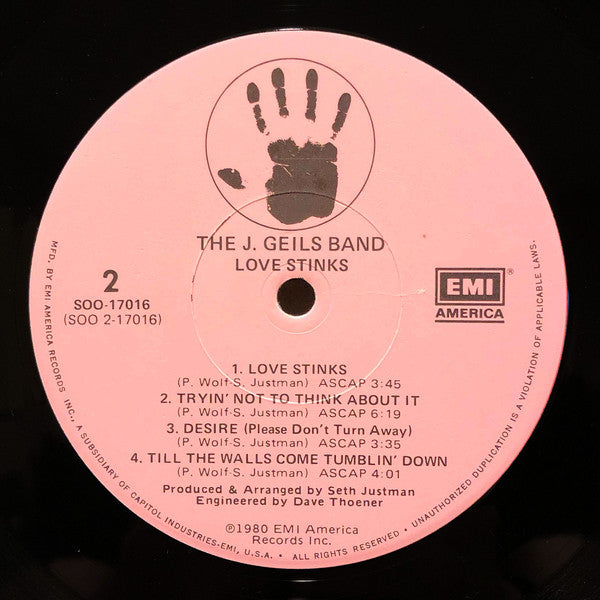 THE J. GEILS BAND
LOVE STINKS
2
SOO-17016
(SOO 2-17016)
EMI®
AMERICA
1. LOVE STINKS
(P. Wolf-S. Justman) ASCAP 3:45
2. TRYIN' NOT TO THINK ABOUT IT
(P. Wolf-S. Justman) ASCAP 6:19
3. DESIRE (Please Don't Turn Away)
(P. Wolf-S. Justman) ASCAP 3:35
4. TILL THE WALLS COME TUMBLIN' DOWN
(P. Wolf-S. Justman) ASCAP 4:01
Produced & Arranged by Seth Justman
Engineered by Dave Thoener
℗1980 EMI America
Records Inc.
MFD. BY EMI AMERICA RECORDS INC., A SUBSIDIARY OF CAPITOL INDUSTRIES-EMI, U.S.A. • ALL RIGHTS RESERVED. • UNAUTHORIZED DUPLICATION IS A VIOLATION OF APPLICABLE LAWS.